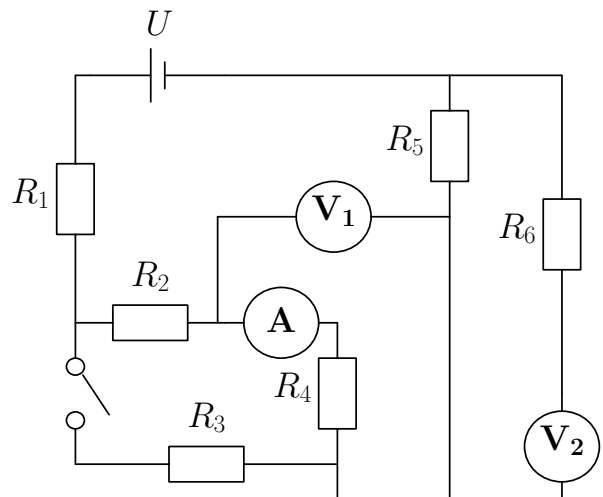 U
R₁
R₅
V₁
R₆
R₂
A
R₄
R₃
V₂